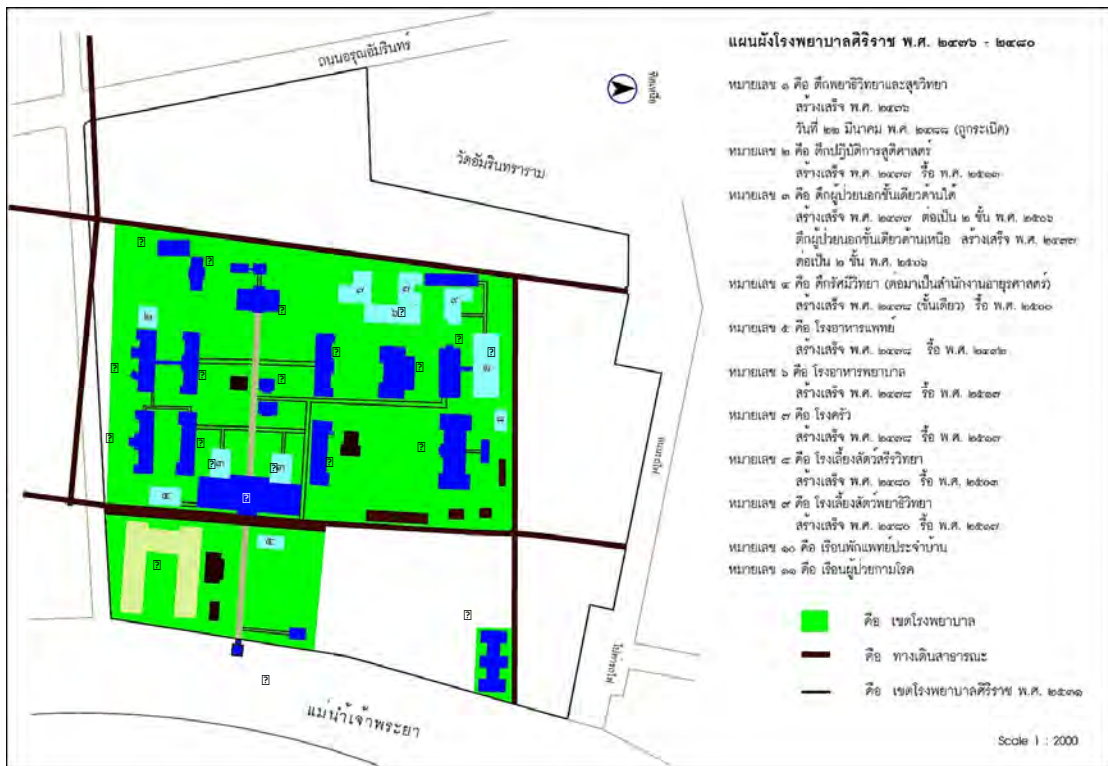 แผนผังโรงพยาบาลศิริราช พ.ศ. ๒๔๗๖ - ๒๔๘๐
หมายเลข ๑ คือ ตึกพยาธิวิทยาและสุขวิทยา
สร้างเสร็จ พ.ศ. ๒๔๗๖
วันที่ ๒๒ มีนาคม พ.ศ. ๒๔๘๘ (ถูกระเบิด)
หมายเลข ๒ คือ ตึกปฏิบัติการสูติศาสตร์
สร้างเสร็จ พ.ศ. ๒๔๗๗ รื้อ พ.ศ.
หมายเลข ๓ คือ ตึกผู้ป่วยนอกชั้นเดียวด้านใต้
สร้างเสร็จ พ.ศ. ๒๔๗๗ ต่อเป็น ๒ ชั้น พ.ศ. ๒๕๐๖
ตึกผู้ป่วยนอกชั้นเดียวด้านเหนือ สร้างเสร็จ พ.ศ. ๒๔๗๗
ต่อเป็น ๒ ชั้น พ.ศ. ๒๕๐๖
หมายเลข ๔ คือ ตึกรัศมีวิทยา (ต่อมาเป็นสำนักงานอายุรศาสตร์)
สร้างเสร็จ พ.ศ. ๒๔๗๘ (ชั้นเดียว) รื้อ พ.ศ. ๒๕๐๐
หมายเลข ๕ คือ โรงอาหารแพทย์
สร้างเสร็จ พ.ศ. ๒๔๗๘ รื้อ พ.ศ.
หมายเลข ๖ คือ โรงอาหารพยาบาล
สร้างเสร็จ พ.ศ. ๒๔๗๘ รื้อ พ.ศ. ๒๕๑๗
หมายเลข ๗ คือ โรงครัว
สร้างเสร็จ พ.ศ. ๒๔๗๘ รื้อ พ.ศ. ๒๕๑๗
หมายเลข ๘ คือ โรงเลี้ยงสัตว์สรีรวิทยา
สร้างเสร็จ พ.ศ. ๒๔๘๐ รื้อ พ.ศ. ๒๕๐๓
หมายเลข ๙ คือ โรงเลี้ยงสัตว์พยาธิวิทยา
สร้างเสร็จ พ.ศ. ๒๔๘๐ รื้อ พ.ศ. ๒๕๑๗
หมายเลข ๑๐ คือ เรือนพักแพทย์ประจำบ้าน
หมายเลข ๑๑ คือ เรือนผู้ป่วยกามโรค
คือ เขตโรงพยาบาล
คือ ทางเดินสาธารณะ
คือ เขตโรงพยาบาลศิริราช พ.ศ. ๒๕๓๑
Scale 1 : 2000
ถนนอรุณอัมรินทร์
ทิศเหนือ
วัดอัมรินทราราม
ถนนรถไฟ
แม่น้ำเจ้าพระยา
๒
๗
๗
๖
๙
๑
๘
๓
๓
๔
๕